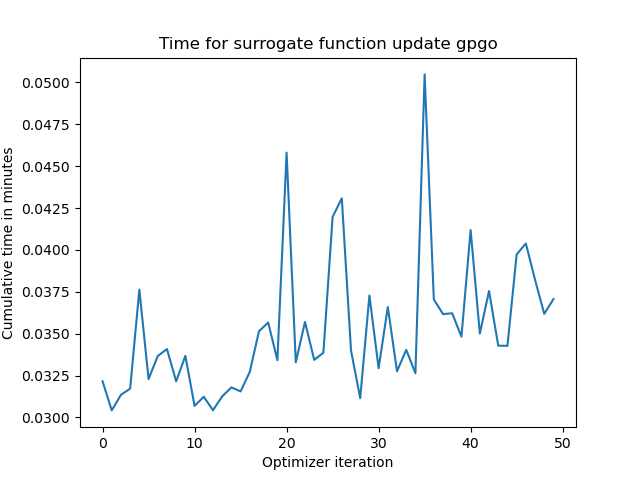 Time for surrogate function update gpgo
Cumulative time in minutes
0.0500
0.0475
0.0450
0.0425
0.0400
0.0375
0.0350
0.0325
0.0300
0 10 20 30 40 50
Optimizer iteration